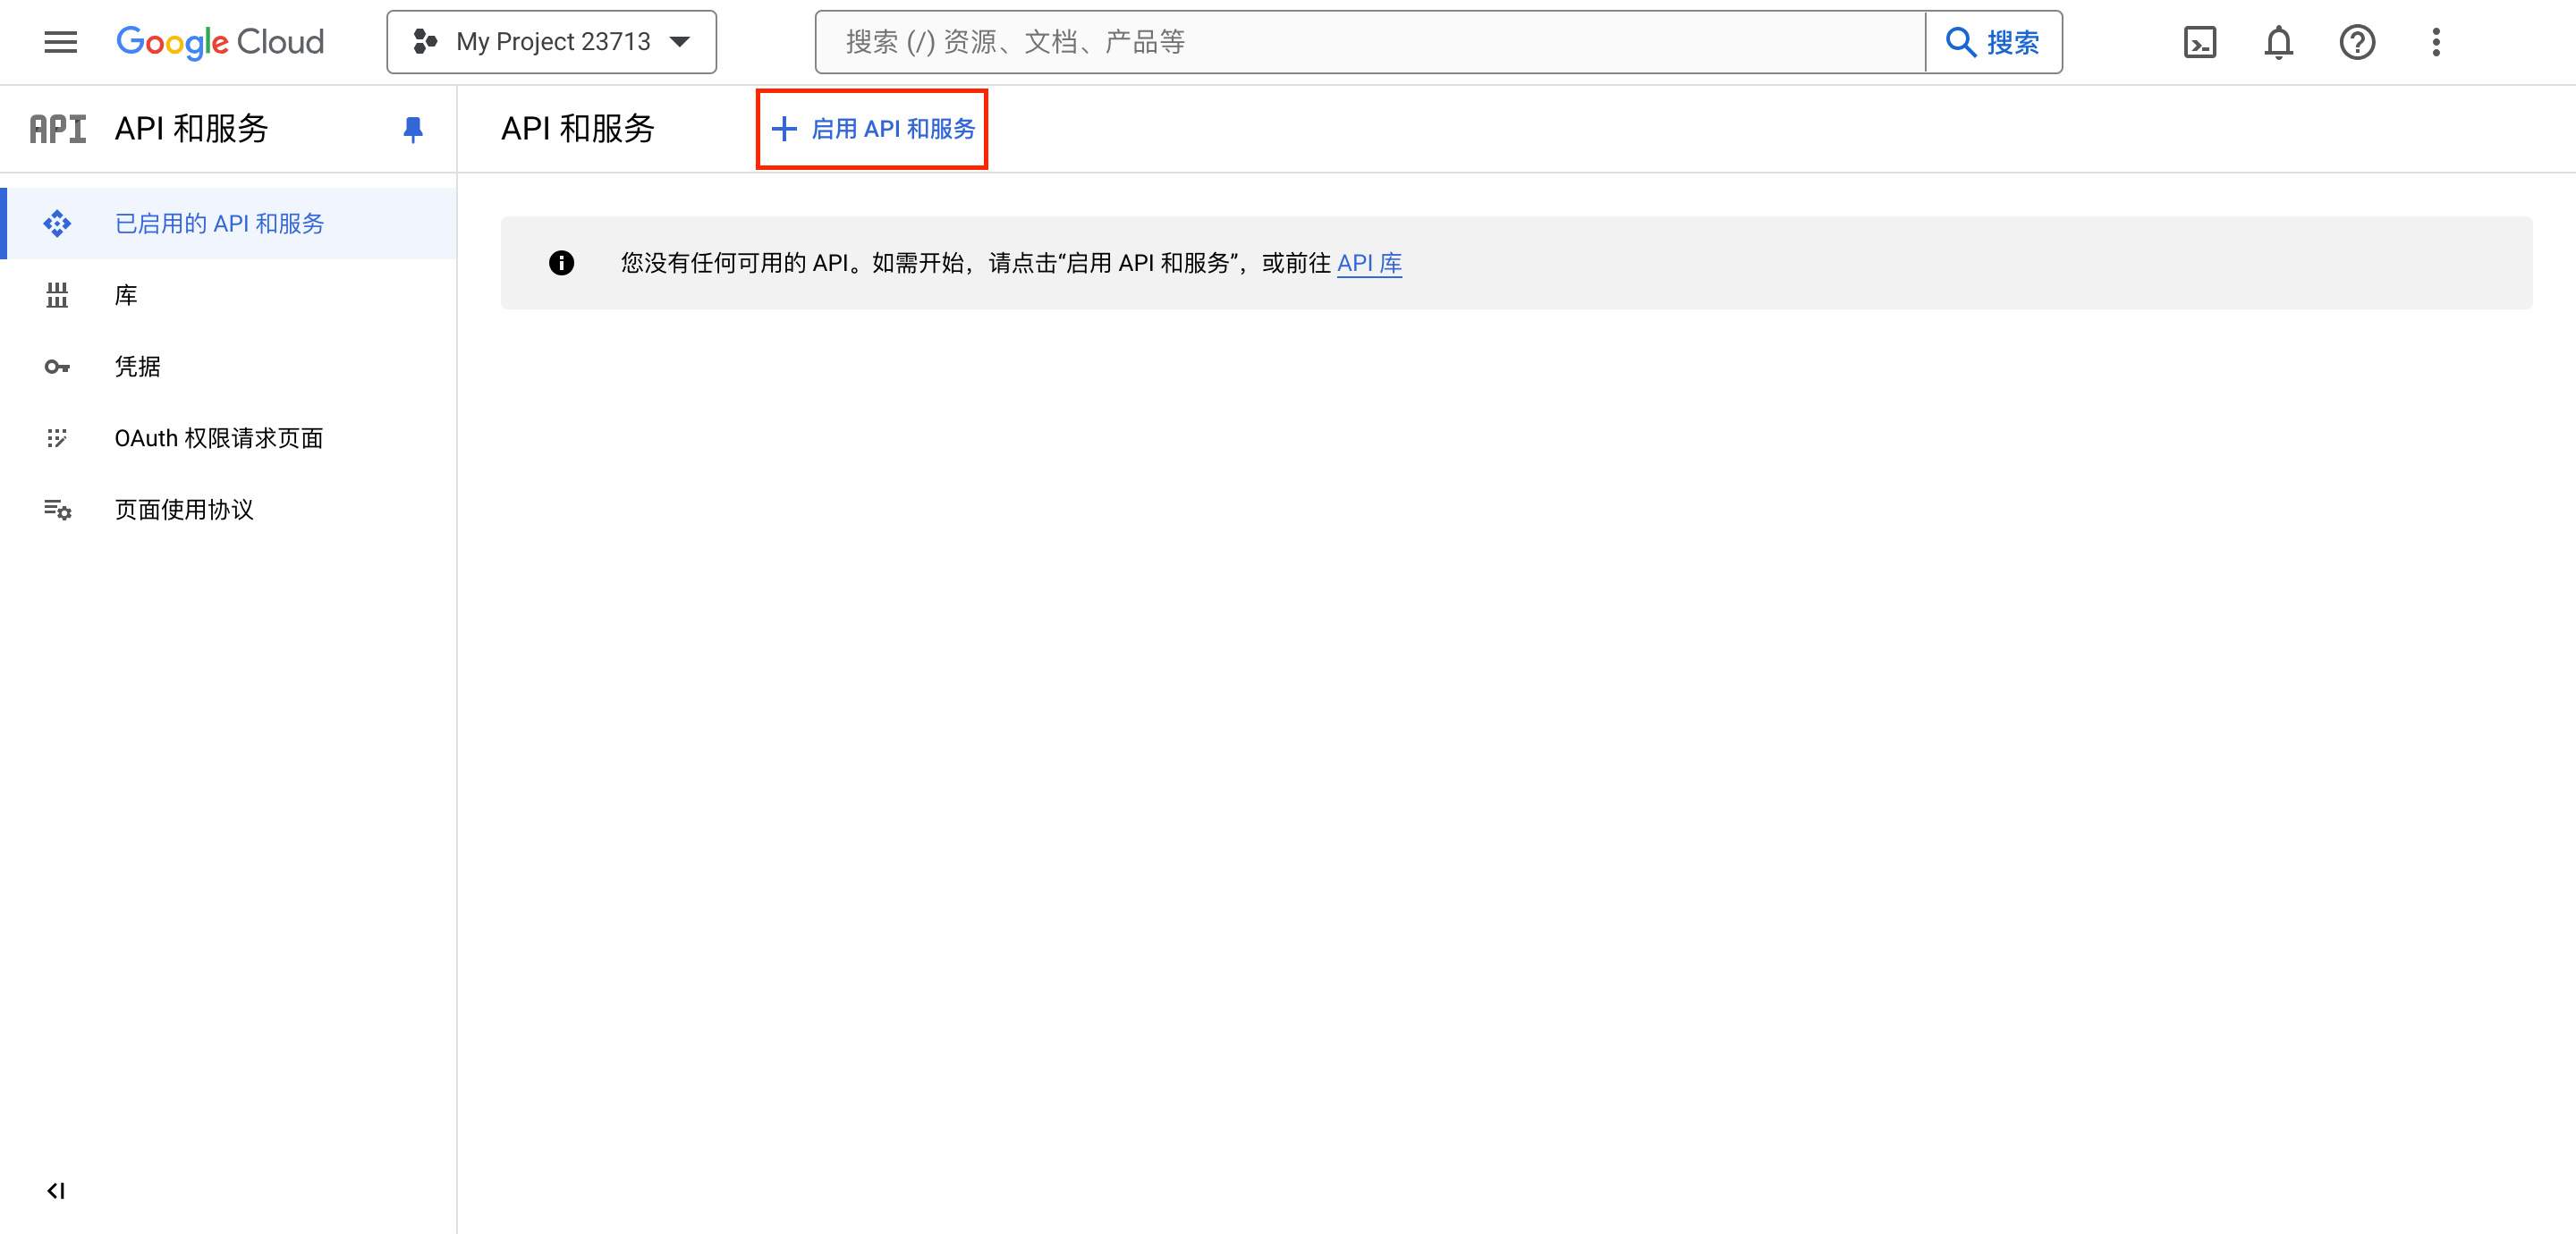 Google Cloud
My Project 23713
搜索 (/) 资源、文档、产品等
搜索
API
API 和服务
API 和服务
启用 API 和服务
已启用的 API 和服务
您没有任何可用的 API。如需开始，请点击“启用 API 和服务”，或前往 API 库
库
凭据
OAuth 权限请求页面
页面使用协议